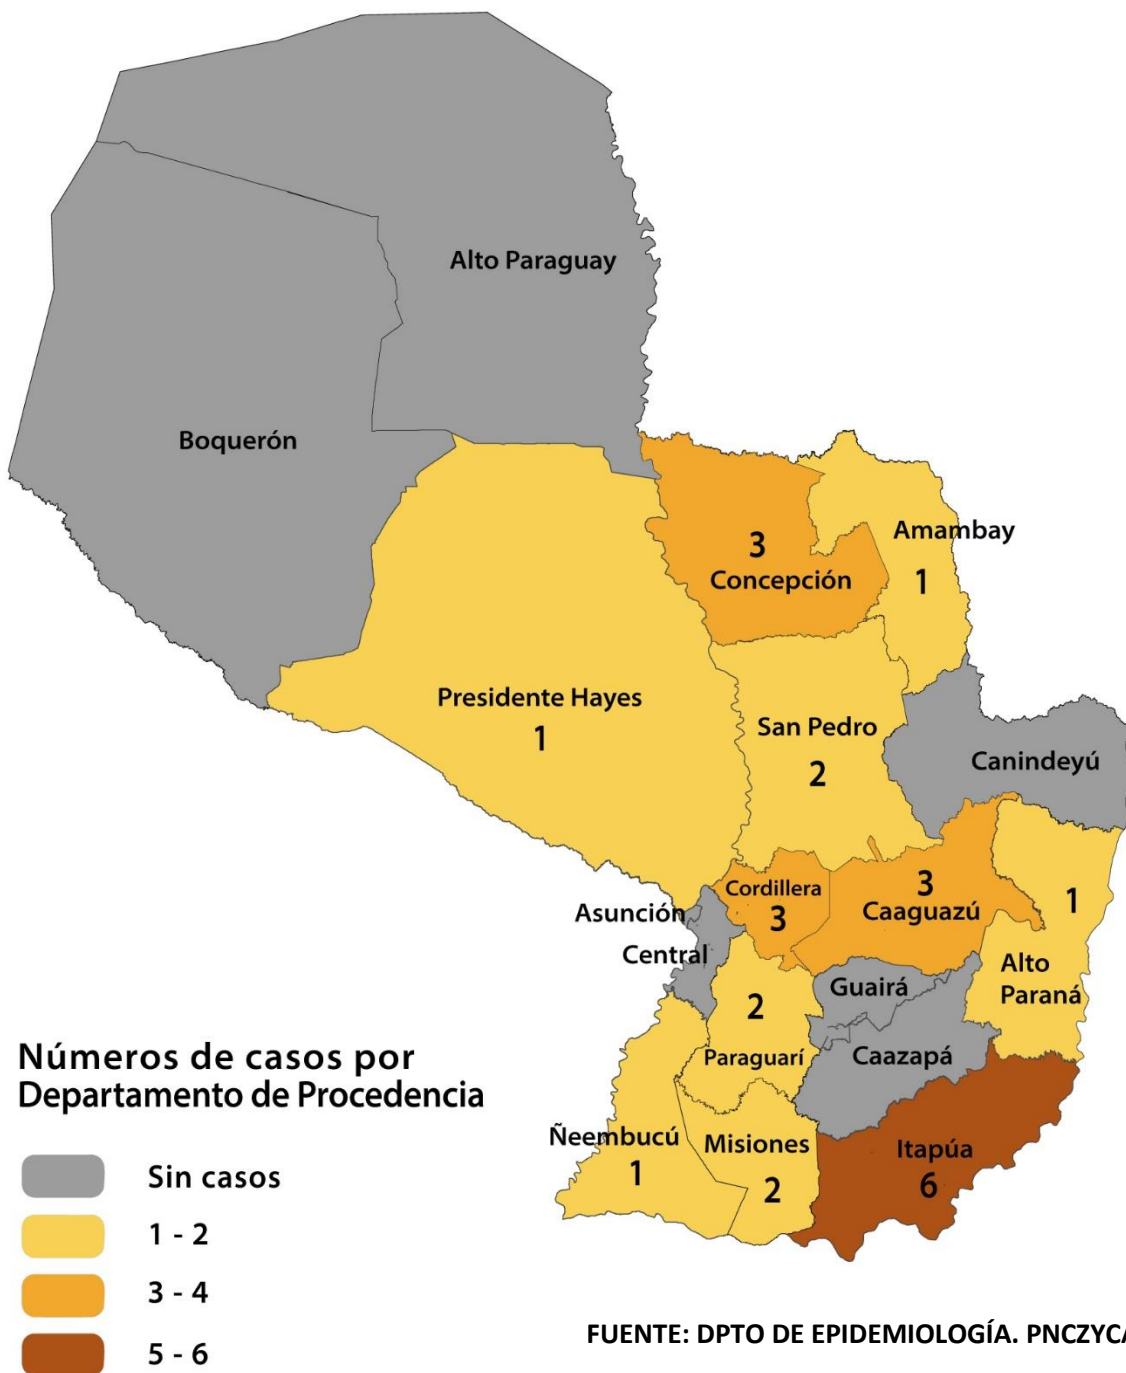 Alto Paraguay
Boquerón
3
Concepción
Amambay
1
Presidente Hayes
1
San Pedro
2
Canindeyú
Cordillera
3
3
Caaguazú
1
Alto
Paraná
Asunción
Central
Guairá
2
Paraguarí
Caazapá
Ñeembucú
1
Misiones
2
Itapúa
6
Números de casos por
Departamento de Procedencia
Sin casos
1 - 2
3 - 4
5 - 6
FUENTE: DPTO DE EPIDEMIOLOGÍA. PNCZYCA